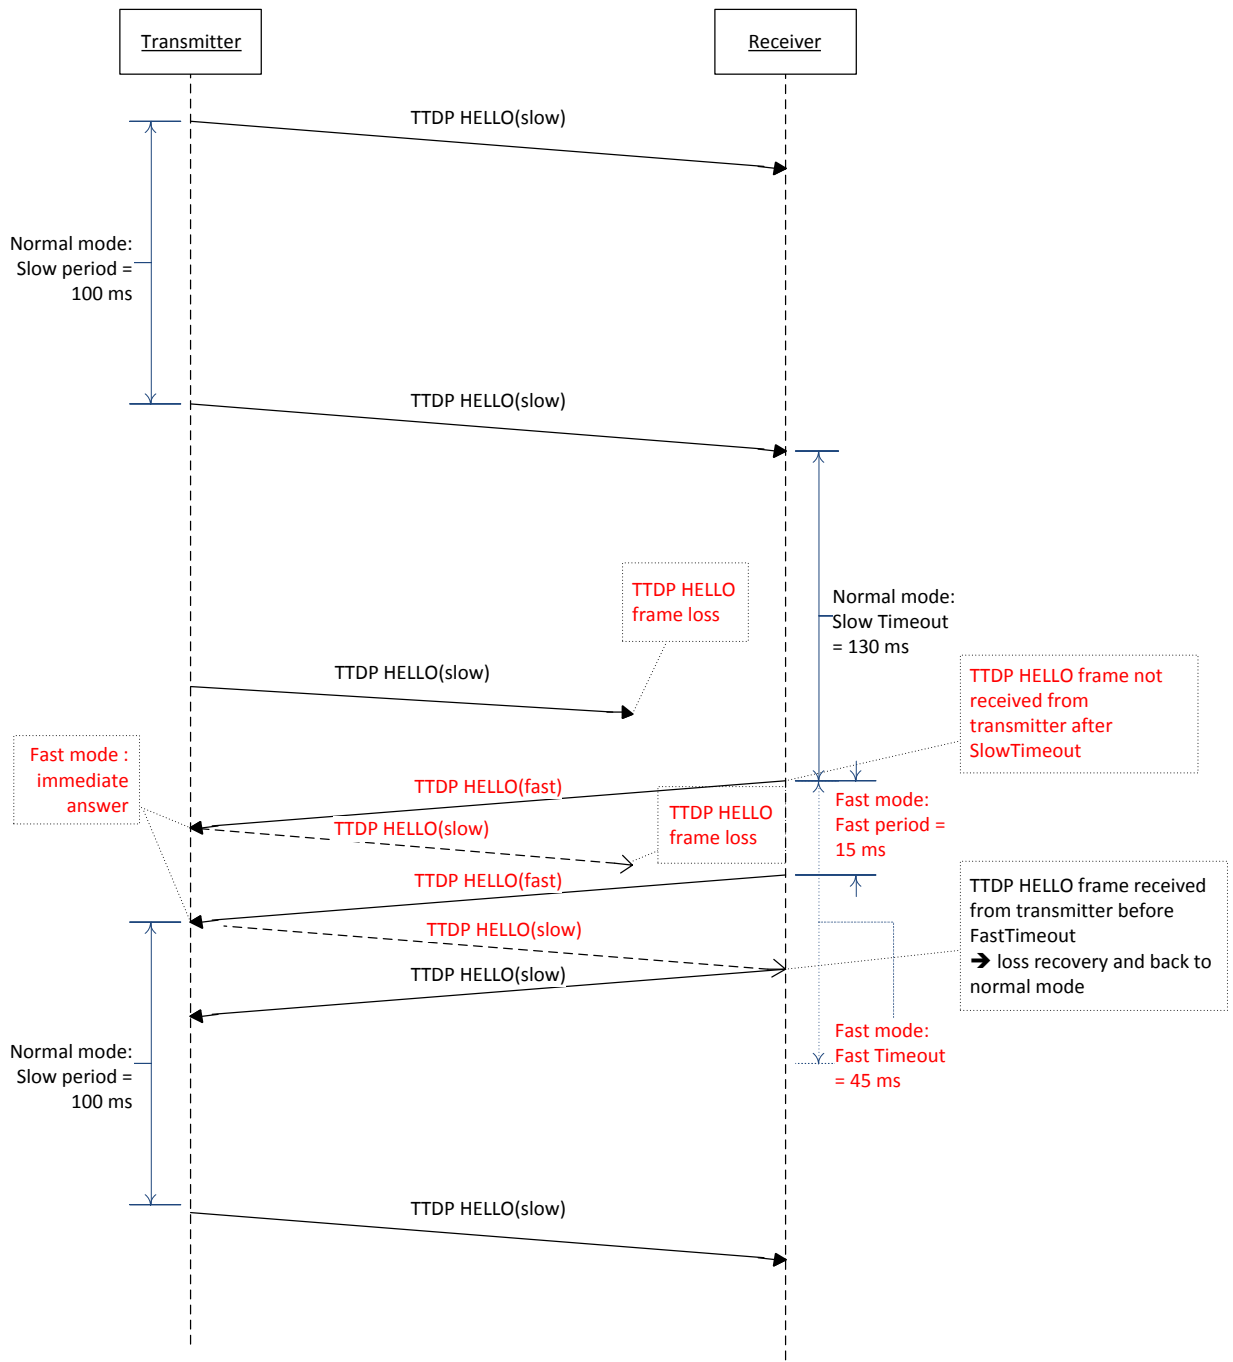 Transmitter
Receiver
TTDP HELLO(slow)
Normal mode:
Slow period =
100 ms
TTDP HELLO(slow)
TTDP HELLO
frame loss
Normal mode:
Slow Timeout
= 130 ms
TTDP HELLO(slow)
TTDP HELLO frame not
received from
transmitter after
SlowTimeout
Fast mode :
immediate
answer
TTDP HELLO(fast)
TTDP HELLO(slow)
TTDP HELLO
frame loss
Fast mode:
Fast period =
15 ms
TTDP HELLO(fast)
TTDP HELLO frame received
from transmitter before
FastTimeout
➔ loss recovery and back to
normal mode
TTDP HELLO(slow)
TTDP HELLO(slow)
Fast mode:
Fast Timeout
= 45 ms
Normal mode:
Slow period =
100 ms
TTDP HELLO(slow)